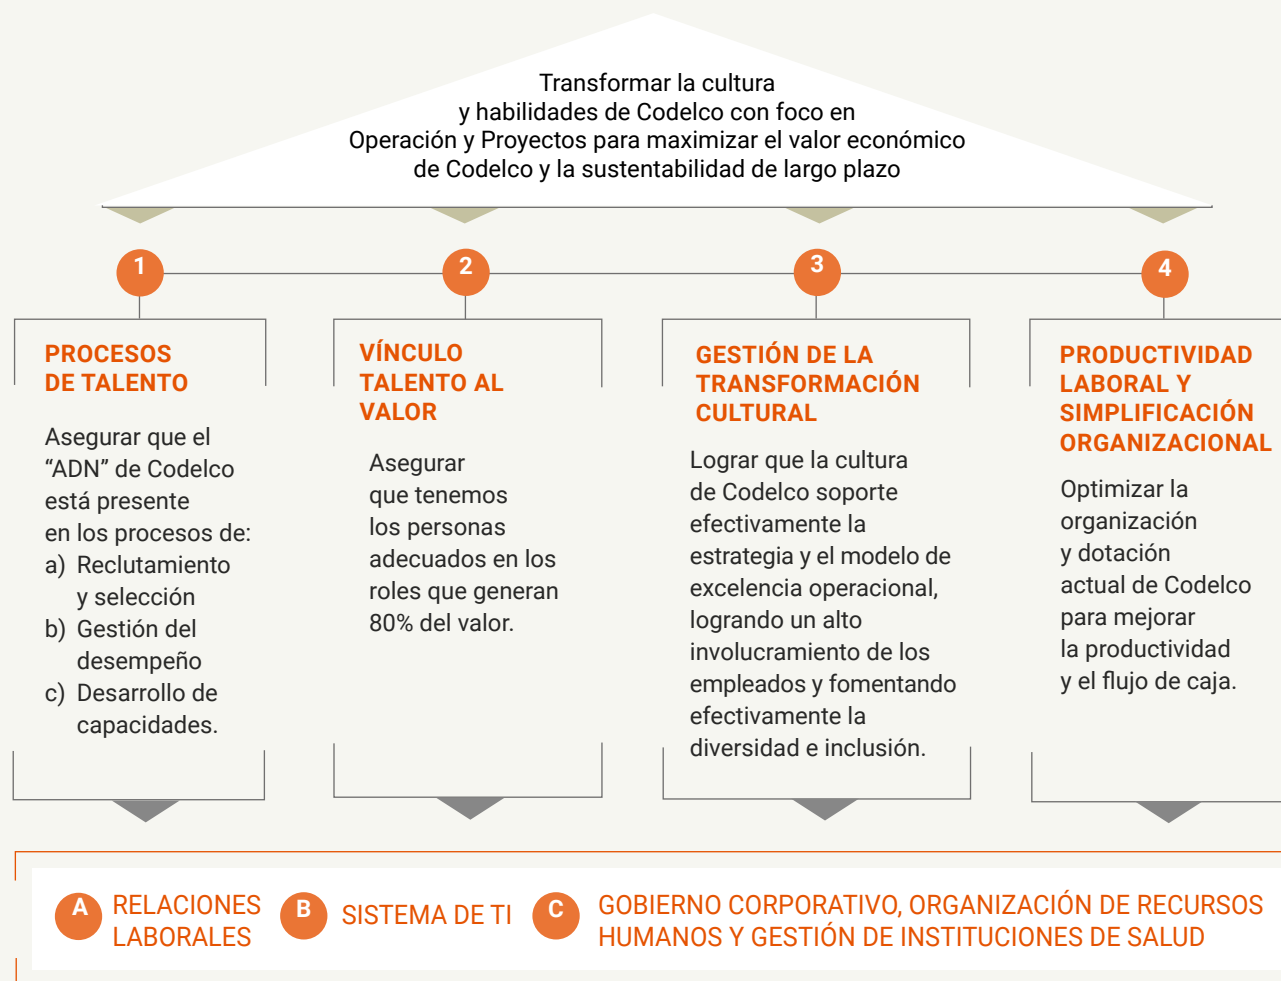 Transformar la cultura
y habilidades de Codelco con foco en
Operación y Proyectos para maximizar el valor económico
de Codelco y la sustentabilidad de largo plazo
1
PROCESOS
DE TALENTO
Asegurar que el
“ADN” de Codelco
está presente
en los procesos de:
a) Reclutamiento
y selección
b) Gestión del
desempeño
c) Desarrollo de
capacidades.
2
VÍNCULO
TALENTO AL
VALOR
Asegurar
que tenemos
los personas
adecuados en los
roles que generan
80% del valor.
3
GESTIÓN DE LA
TRANSFORMACIÓN
CULTURAL
Lograr que la cultura
de Codelco soporte
efectivamente la
estrategia y el modelo de
excelencia operacional,
logrando un alto
involucramiento de los
empleados y fomentando
efectivamente la
diversidad e inclusión.
4
PRODUCTIVIDAD
LABORAL Y
SIMPLIFICACIÓN
ORGANIZACIONAL
Optimizar la
organización
y dotación
actual de Codelco
para mejorar
la productividad
y el flujo de caja.
A
RELACIONES
LABORALES
B
SISTEMA DE TI
C
GOBIERNO CORPORATIVO, ORGANIZACIÓN DE RECURSOS
HUMANOS Y GESTIÓN DE INSTITUCIONES DE SALUD